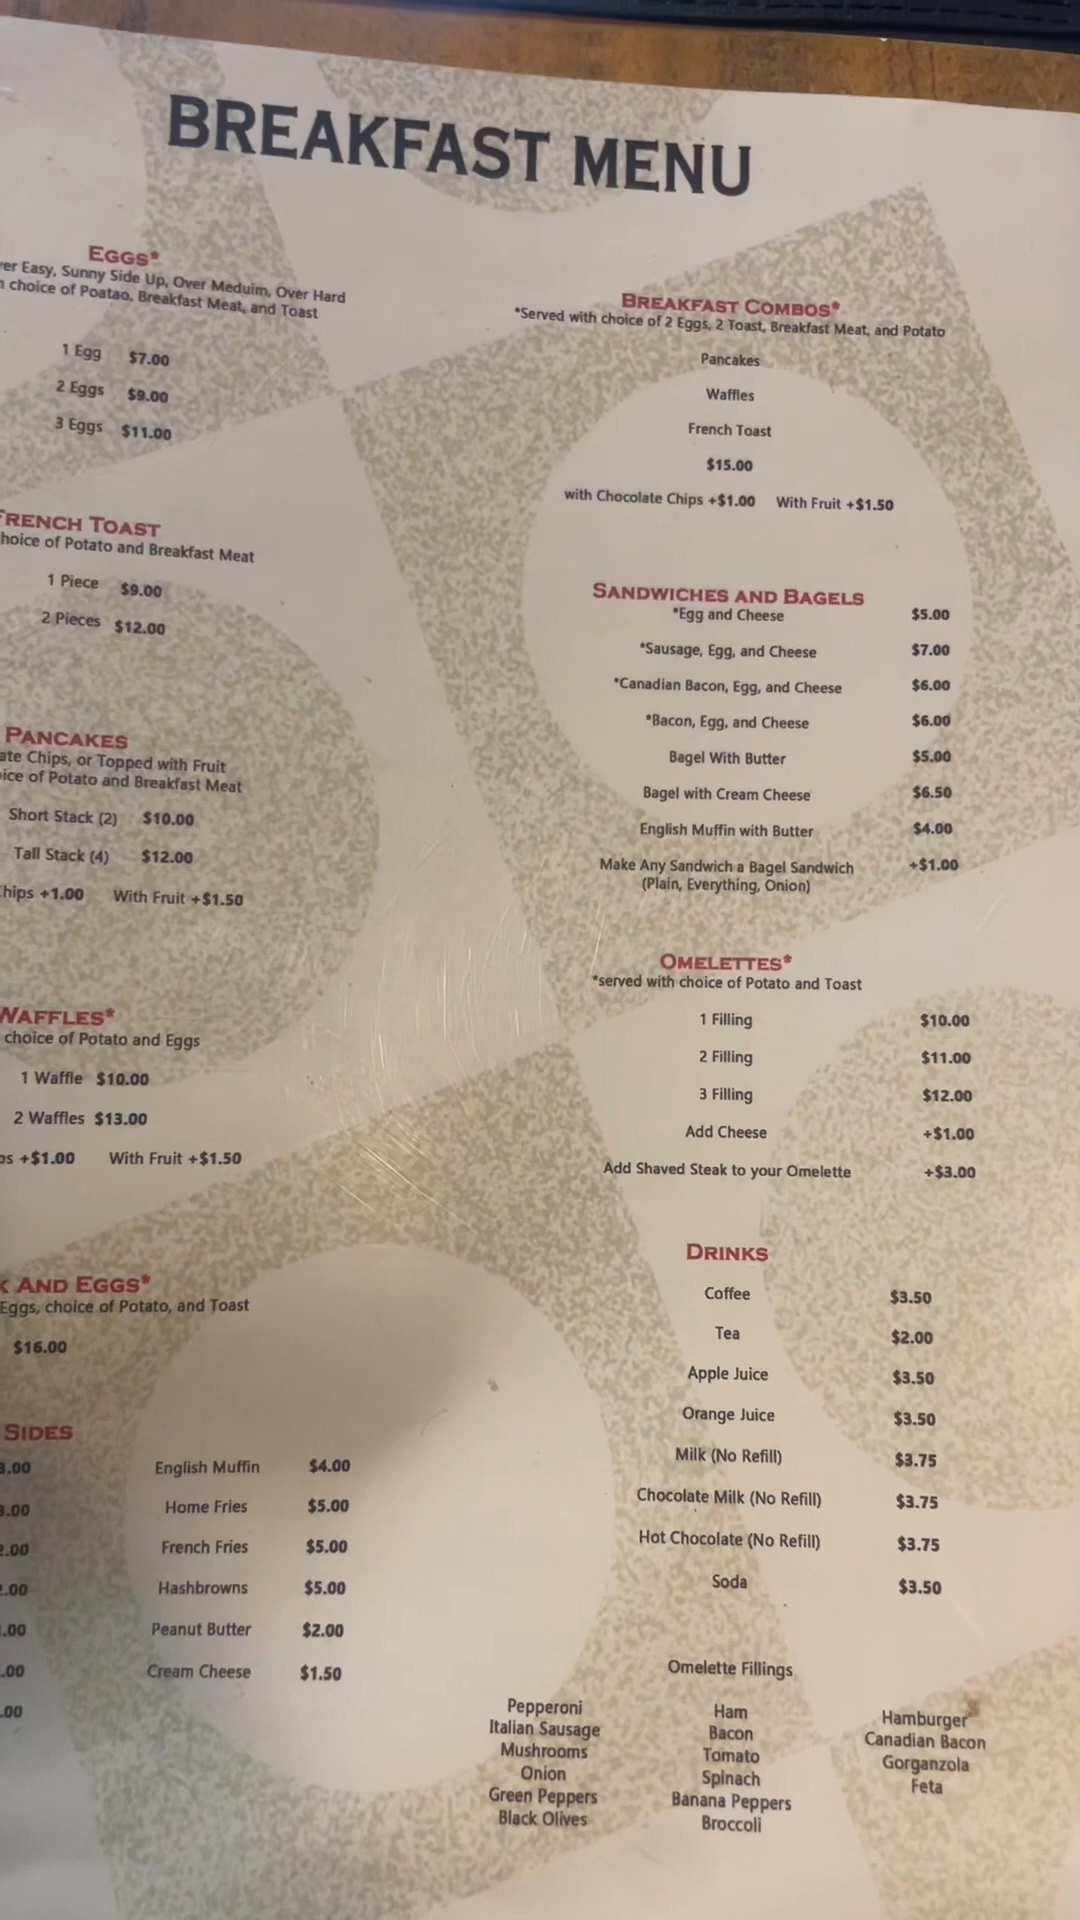 BREAKFAST MENU
EGGS*
Easy, Sunny Side Up, Over Meduim, Over Hard
choice of Poatao, Breakfast Meat, and Toast
1 Egg $7.00
2 Eggs $9.00
3 Eggs $11.00
FRENCH TOAST
choice of Potato and Breakfast Meat
1 Piece $9.00
2 Pieces $12.00
PANCAKES
Chips, or Topped with Fruit
of Potato and Breakfast Meat
Short Stack (2) $10.00
Tall Stack (4) $12.00
Chips +1.00 With Fruit +$1.50
WAFFLES*
choice of Potato and Eggs
1 Waffle $10.00
2 Waffles $13.00
+$1.00 With Fruit +$1.50
AND EGGS*
Eggs, choice of Potato, and Toast
$16.00
SIDES
English Muffin $4.00
Home Fries $5.00
French Fries $5.00
Hashbrowns $5.00
Peanut Butter $2.00
Cream Cheese $1.50
BREAKFAST COMBOS*
*Served with choice of 2 Eggs, 2 Toast, Breakfast Meat, and Potato
Pancakes
Waffles
French Toast
$15.00
with Chocolate Chips +$1.00 With Fruit +$1.50
SANDWICHES AND BAGELS
*Egg and Cheese $5.00
*Sausage, Egg, and Cheese $7.00
*Canadian Bacon, Egg, and Cheese $6.00
*Bacon, Egg, and Cheese $6.00
Bagel With Butter $5.00
Bagel with Cream Cheese $6.50
English Muffin with Butter $4.00
Make Any Sandwich a Bagel Sandwich +$1.00
(Plain, Everything, Onion)
OMELETTES*
*served with choice of Potato and Toast
1 Filling $10.00
2 Filling $11.00
3 Filling $12.00
Add Cheese +$1.00
Add Shaved Steak to your Omelette +$3.00
DRINKS
Coffee $3.50
Tea $2.00
Apple Juice $3.50
Orange Juice $3.50
Milk (No Refill) $3.75
Chocolate Milk (No Refill) $3.75
Hot Chocolate (No Refill) $3.75
Soda $3.50
Omelette Fillings
Pepperoni
Italian Sausage
Mushrooms
Onion
Green Peppers
Black Olives
Ham
Bacon
Tomato
Spinach
Banana Peppers
Broccoli
Hamburger
Canadian Bacon
Gorganzola
Feta